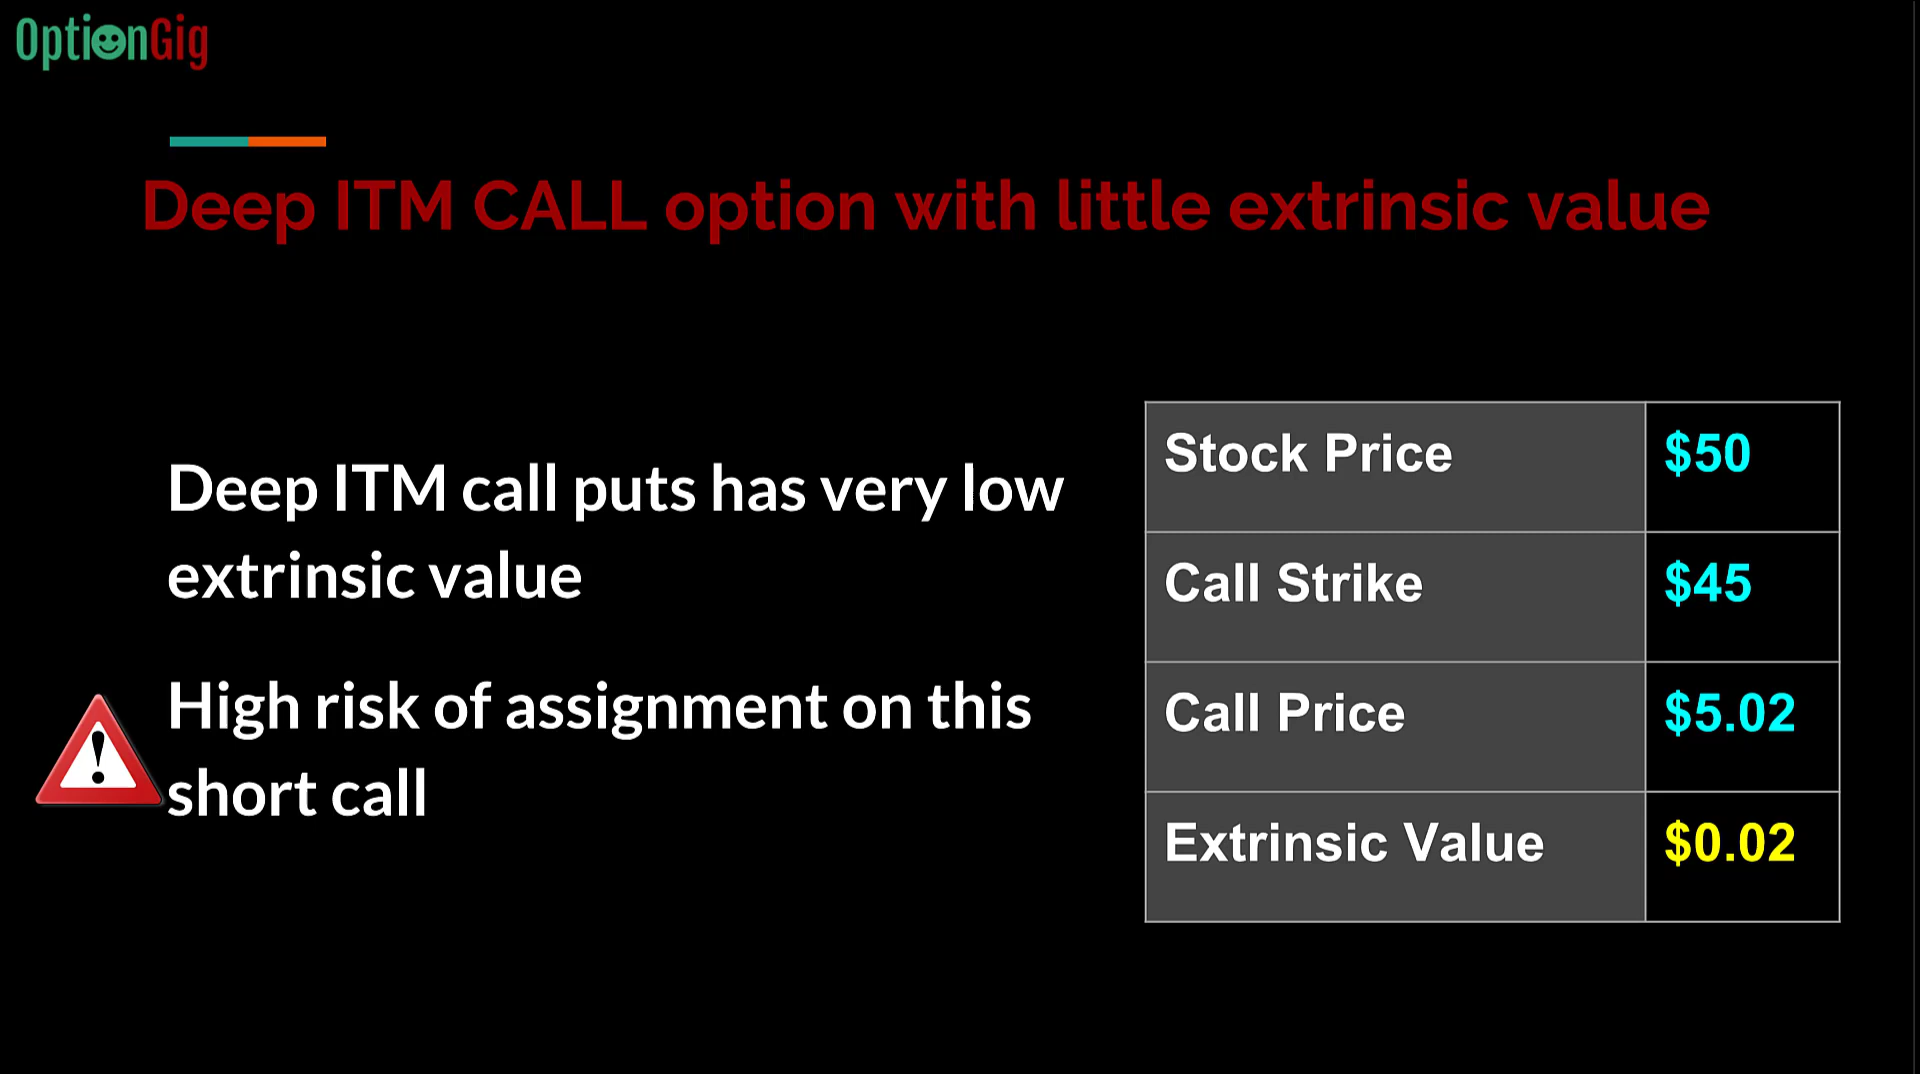 OptionGig
Deep ITM CALL option with little extrinsic value
Deep ITM call puts has very low
extrinsic value
High risk of assignment on this
short call
Stock Price $50
Call Strike $45
Call Price $5.02
Extrinsic Value $0.02